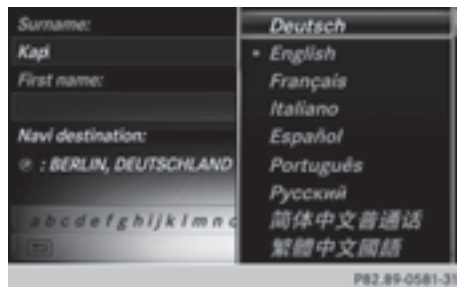 Surname:
Kap
First name:
Navi destination:
: BERLIN, DEUTSCHLAND
a b c d e f g h i j k l m n
Deutsch
• English
Français
Italiano
Español
Português
Русский
简体中文普通话
繁體中文國語
P82.89-0581-31